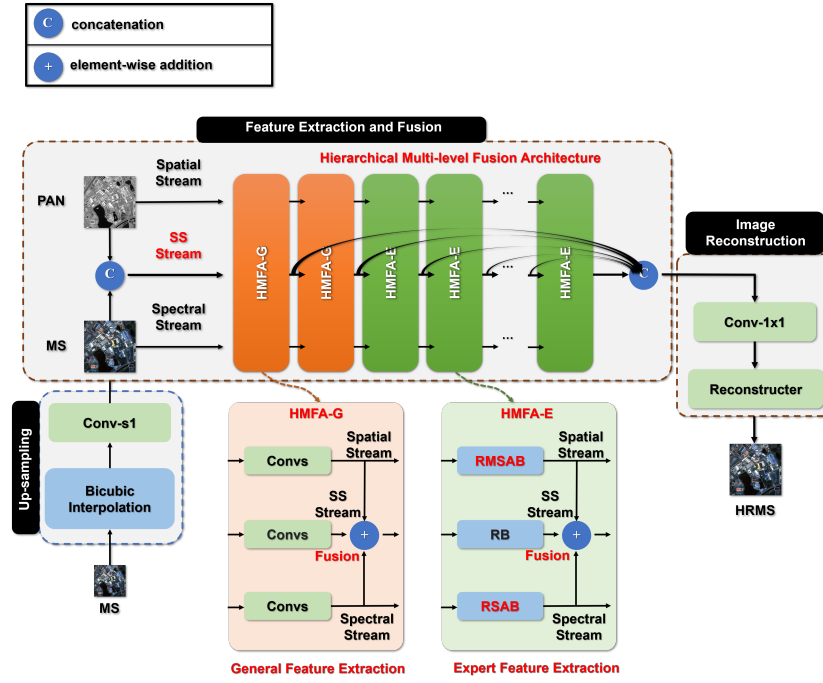 C concatenation
+ element-wise addition
Feature Extraction and Fusion
Hierarchical Multi-level Fusion Architecture
PAN
Spatial
Stream
SS
Stream
C
Spectral
Stream
MS
HMFA-G
HMFA-G
HMFA-E
HMFA-E
...
...
...
HMFA-E
C
Image
Reconstruction
Conv-1x1
Reconstructer
HRMS
Up-sampling
Conv-s1
Bicubic
Interpolation
MS
HMFA-G
Spatial
Stream
Convs
SS
Stream
Convs
+
Fusion
Convs
Spectral
Stream
General Feature Extraction
HMFA-E
Spatial
Stream
RMSAB
SS
Stream
RB
+
Fusion
RSAB
Spectral
Stream
Expert Feature Extraction